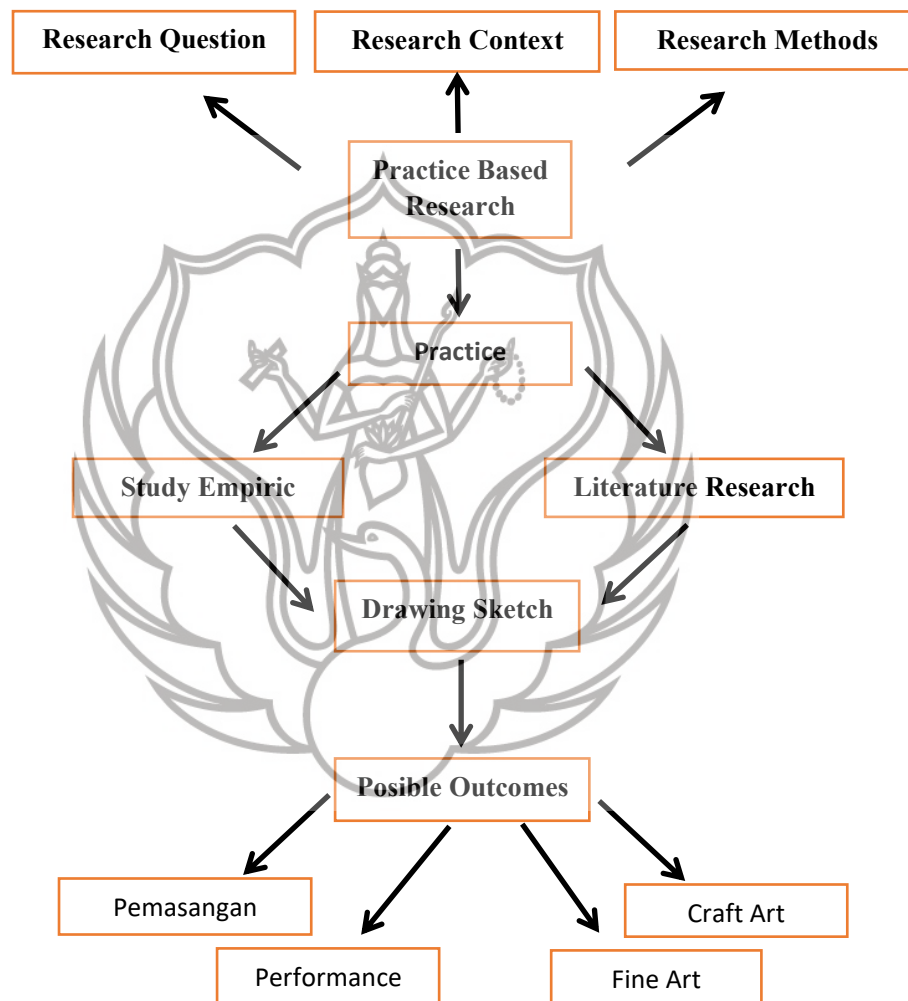 Research Question
Research Context
Research Methods
Practice Based
Research
Practice
Study Empiric
Literature Research
Drawing Sketch
Posible Outcomes
Pemasangan
Craft Art
Performance
Fine Art